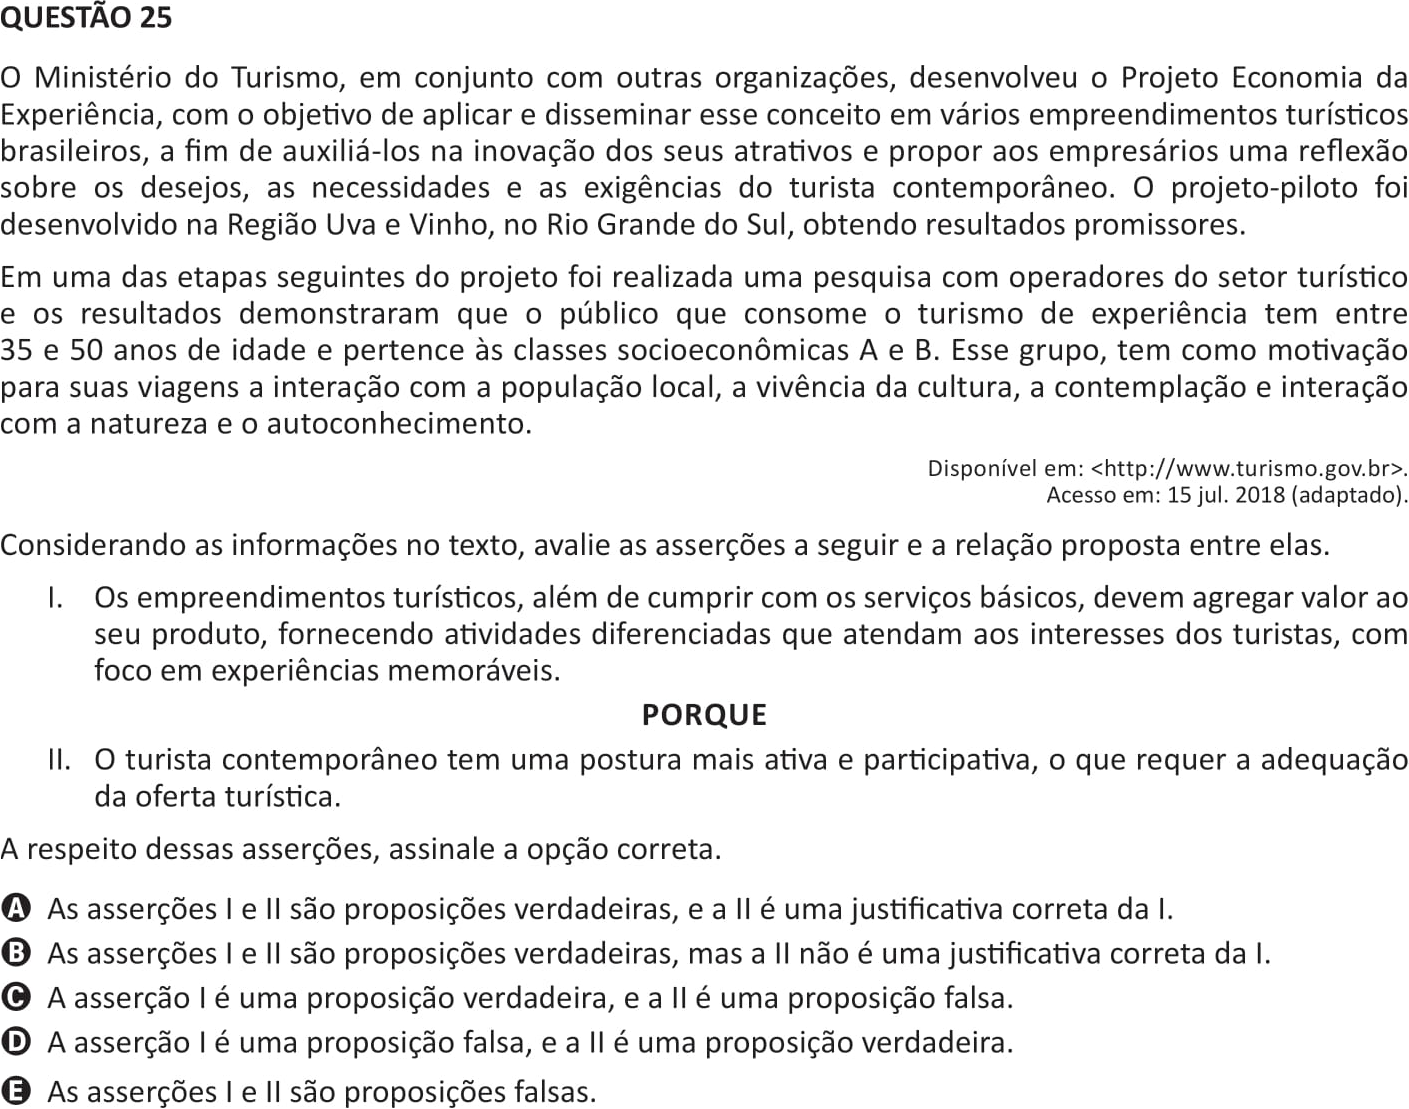 QUESTÃO 25
O Ministério do Turismo, em conjunto com outras organizações, desenvolveu o Projeto Economia da
Experiência, com o objetivo de aplicar e disseminar esse conceito em vários empreendimentos turísticos
brasileiros, a fim de auxiliá-los na inovação dos seus atrativos e propor aos empresários uma reflexão
sobre os desejos, as necessidades e as exigências do turista contemporâneo. O projeto-piloto foi
desenvolvido na Região Uva e Vinho, no Rio Grande do Sul, obtendo resultados promissores.
Em uma das etapas seguintes do projeto foi realizada uma pesquisa com operadores do setor turístico
e os resultados demonstraram que o público que consome o turismo de experiência tem entre
35 e 50 anos de idade e pertence às classes socioeconômicas A e B. Esse grupo, tem como motivação
para suas viagens a interação com a população local, a vivência da cultura, a contemplação e interação
com a natureza e o autoconhecimento.
Disponível em: <http://www.turismo.gov.br>.
Acesso em: 15 jul. 2018 (adaptado).
Considerando as informações no texto, avalie as asserções a seguir e a relação proposta entre elas.
I. Os empreendimentos turísticos, além de cumprir com os serviços básicos, devem agregar valor ao
seu produto, fornecendo atividades diferenciadas que atendam aos interesses dos turistas, com
foco em experiências memoráveis.
PORQUE
II. O turista contemporâneo tem uma postura mais ativa e participativa, o que requer a adequação
da oferta turística.
A respeito dessas asserções, assinale a opção correta.
A As asserções I e II são proposições verdadeiras, e a II é uma justificativa correta da I.
B As asserções I e II são proposições verdadeiras, mas a II não é uma justificativa correta da I.
C A asserção I é uma proposição verdadeira, e a II é uma proposição falsa.
D A asserção I é uma proposição falsa, e a II é uma proposição verdadeira.
E As asserções I e II são proposições falsas.